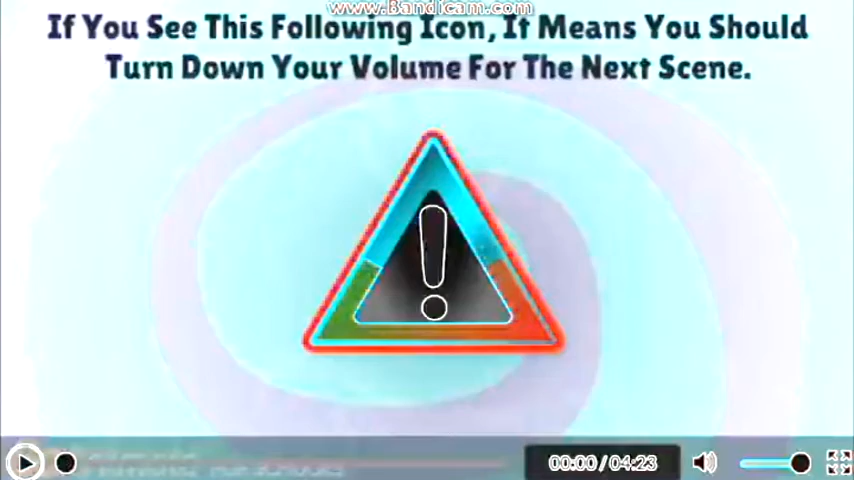 www.Bandicam.com
If You See This Following Icon, It Means You Should
Turn Down Your Volume For The Next Scene.
00:00 / 04:23